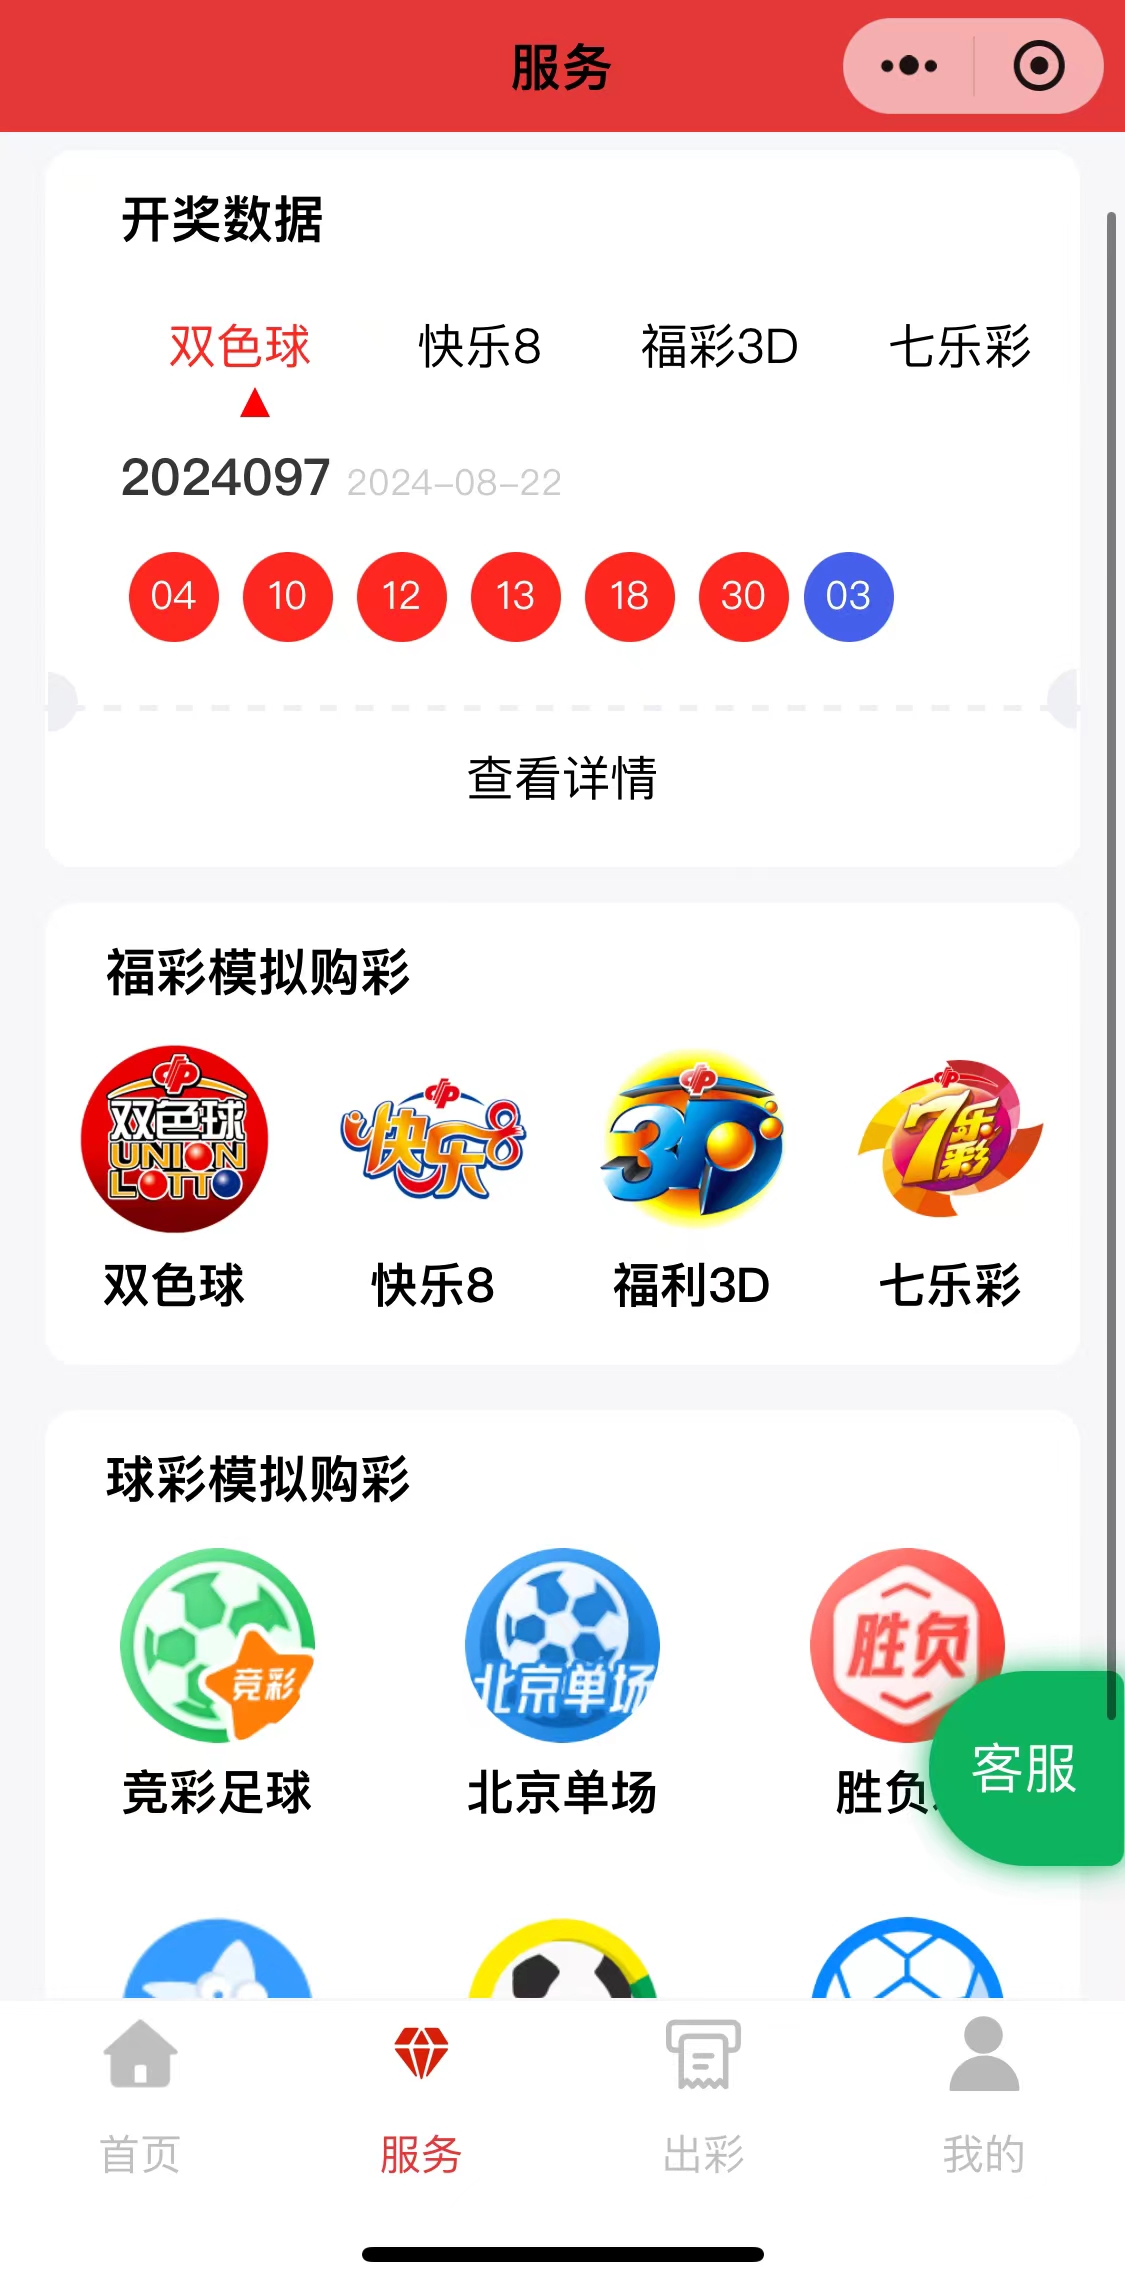 服务
开奖数据
双色球 快乐8 福彩3D 七乐彩
2024097 2024-08-22
04 10 12 13 18 30 03
查看详情
福彩模拟购彩
双色球 UNION LOTTO 快乐8 3D 7乐彩
双色球 快乐8 福利3D 七乐彩
球彩模拟购彩
竞彩 北京单场 胜负
竞彩足球 北京单场 胜负
客服
首页 服务 出彩 我的